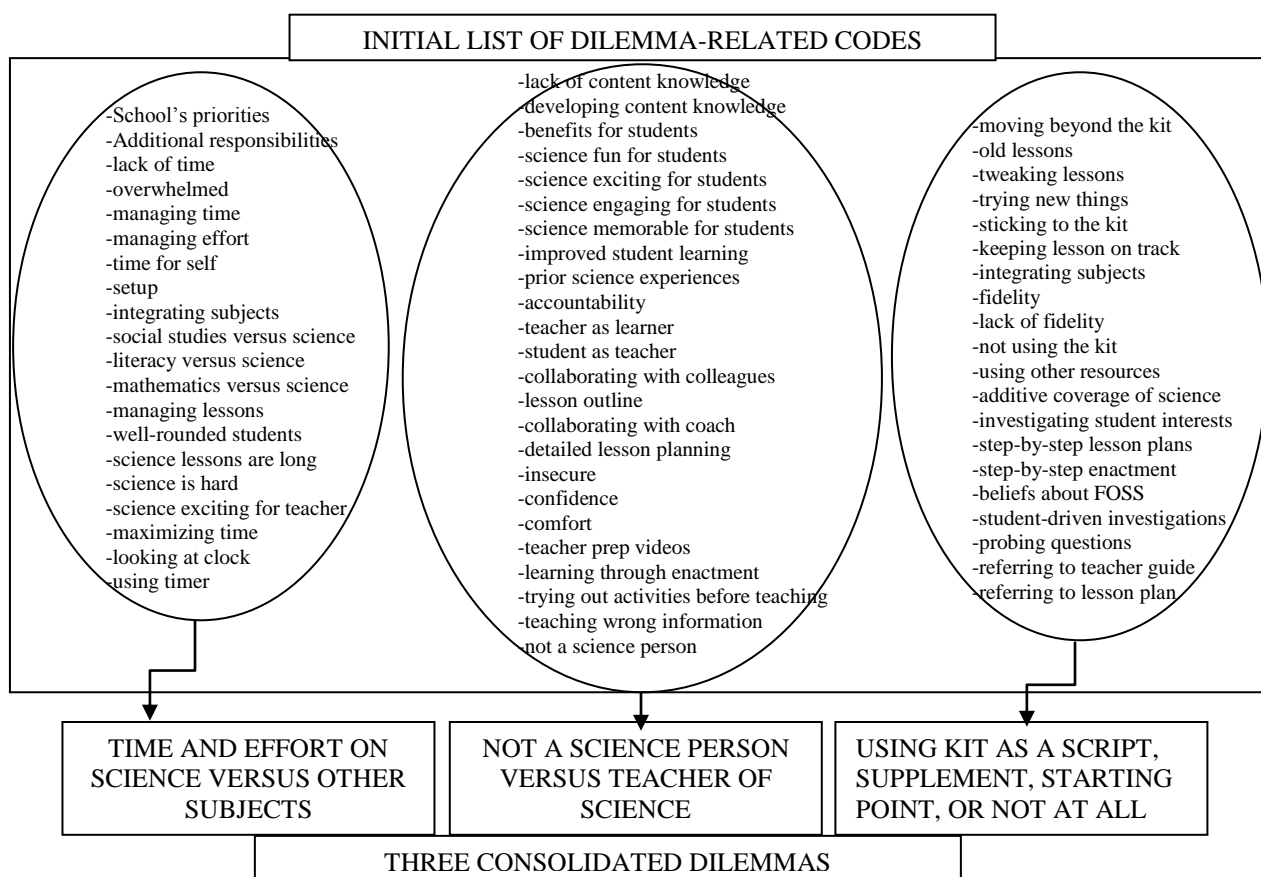 INITIAL LIST OF DILEMMA-RELATED CODES
-School’s priorities
-Additional responsibilities
-lack of time
-overwhelmed
-managing time
-managing effort
-time for self
-setup
-integrating subjects
-social studies versus science
-literacy versus science
-mathematics versus science
-managing lessons
-well-rounded students
-science lessons are long
-science is hard
-science exciting for teacher
-maximizing time
-looking at clock
-using timer
-lack of content knowledge
-developing content knowledge
-benefits for students
-science fun for students
-science exciting for students
-science engaging for students
-science memorable for students
-improved student learning
-prior science experiences
-accountability
-teacher as learner
-student as teacher
-collaborating with colleagues
-lesson outline
-collaborating with coach
-detailed lesson planning
-insecure
-confidence
-comfort
-teacher prep videos
-learning through enactment
-trying out activities before teaching
-teaching wrong information
-not a science person
-moving beyond the kit
-old lessons
-tweaking lessons
-trying new things
-sticking to the kit
-keeping lesson on track
-integrating subjects
-fidelity
-lack of fidelity
-not using the kit
-using other resources
-additive coverage of science
-investigating student interests
-step-by-step lesson plans
-step-by-step enactment
-beliefs about FOSS
-student-driven investigations
-probing questions
-referring to teacher guide
-referring to lesson plan
TIME AND EFFORT ON
SCIENCE VERSUS OTHER
SUBJECTS
NOT A SCIENCE PERSON
VERSUS TEACHER OF
SCIENCE
USING KIT AS A SCRIPT,
SUPPLEMENT, STARTING
POINT, OR NOT AT ALL
THREE CONSOLIDATED DILEMMAS